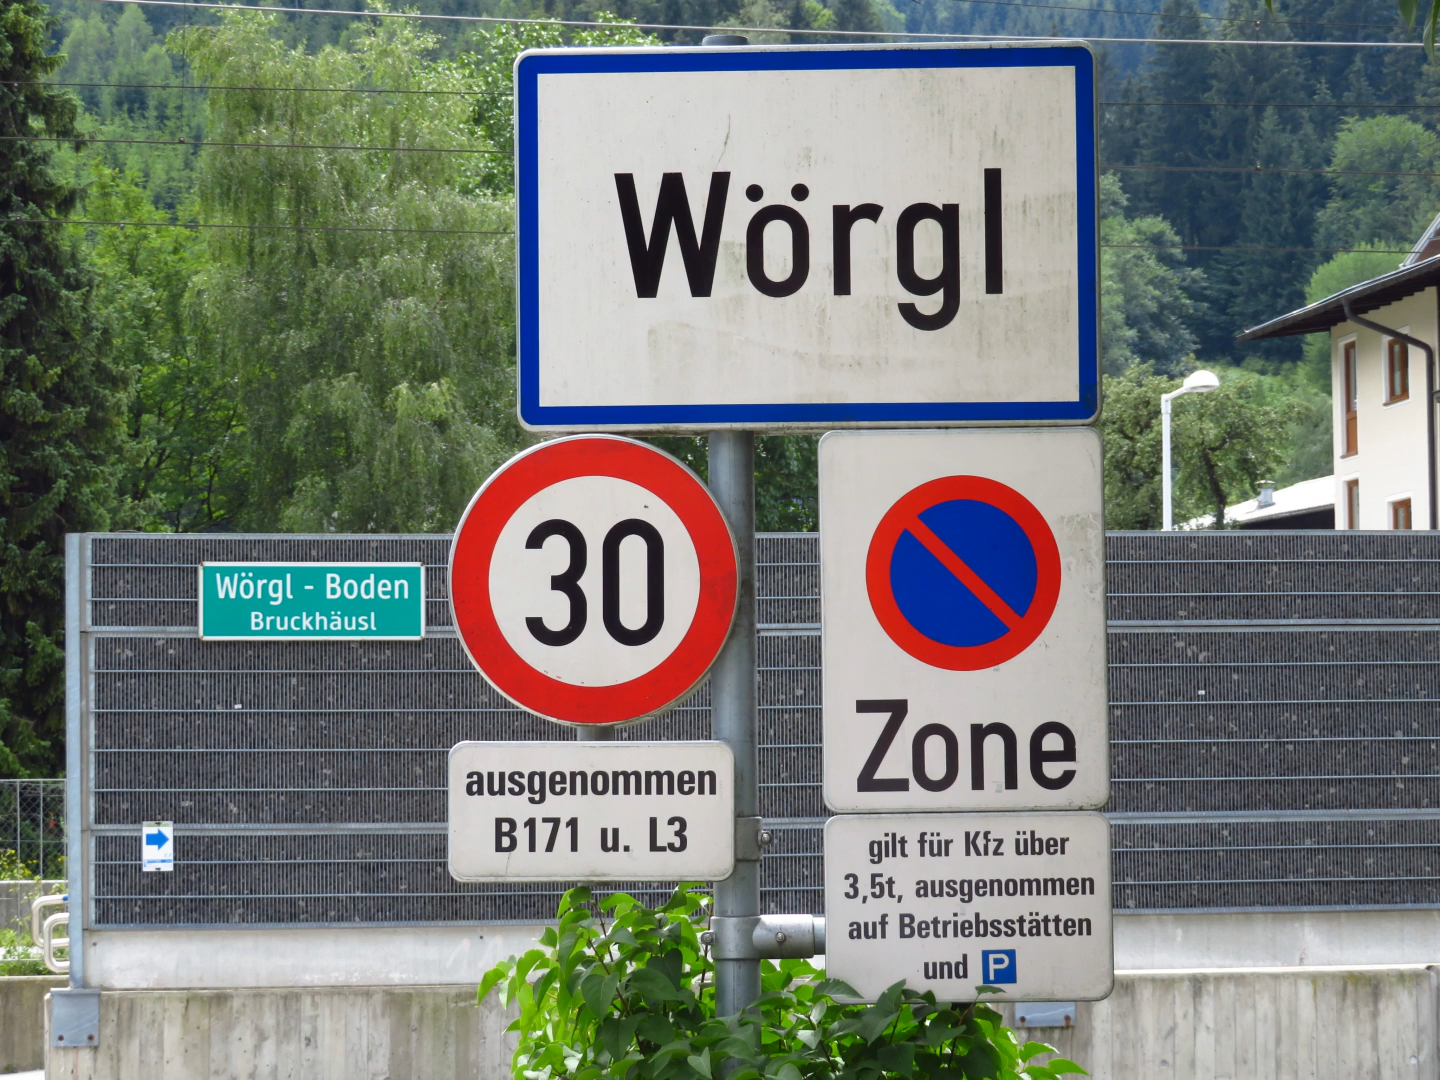 Wörgl
Wörgl - Boden
Bruckhäusl
30
ausgenommen
B171 u. L3
Zone
gilt für Kfz über
3,5t, ausgenommen
auf Betriebsstätten
und P